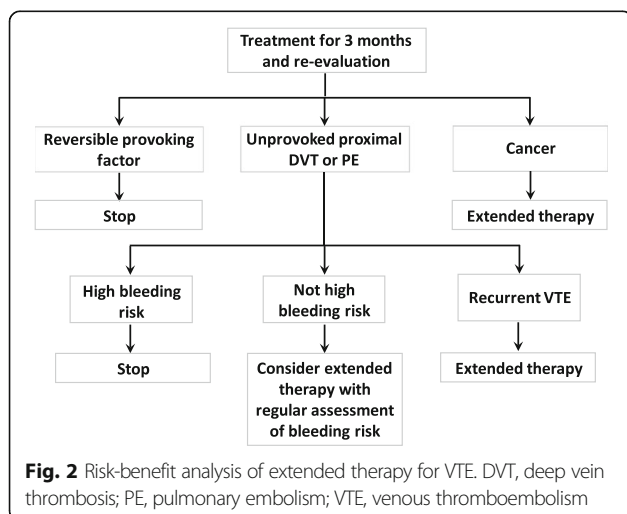 Treatment for 3 months
and re-evaluation
Reversible provoking
factor
Unprovoked proximal
DVT or PE
Cancer
Stop
Extended therapy
High bleeding
risk
Not high
bleeding risk
Recurrent VTE
Stop
Consider extended
therapy with
regular assessment
of bleeding risk
Extended therapy
Fig. 2 Risk-benefit analysis of extended therapy for VTE. DVT, deep vein
thrombosis; PE, pulmonary embolism; VTE, venous thromboembolism